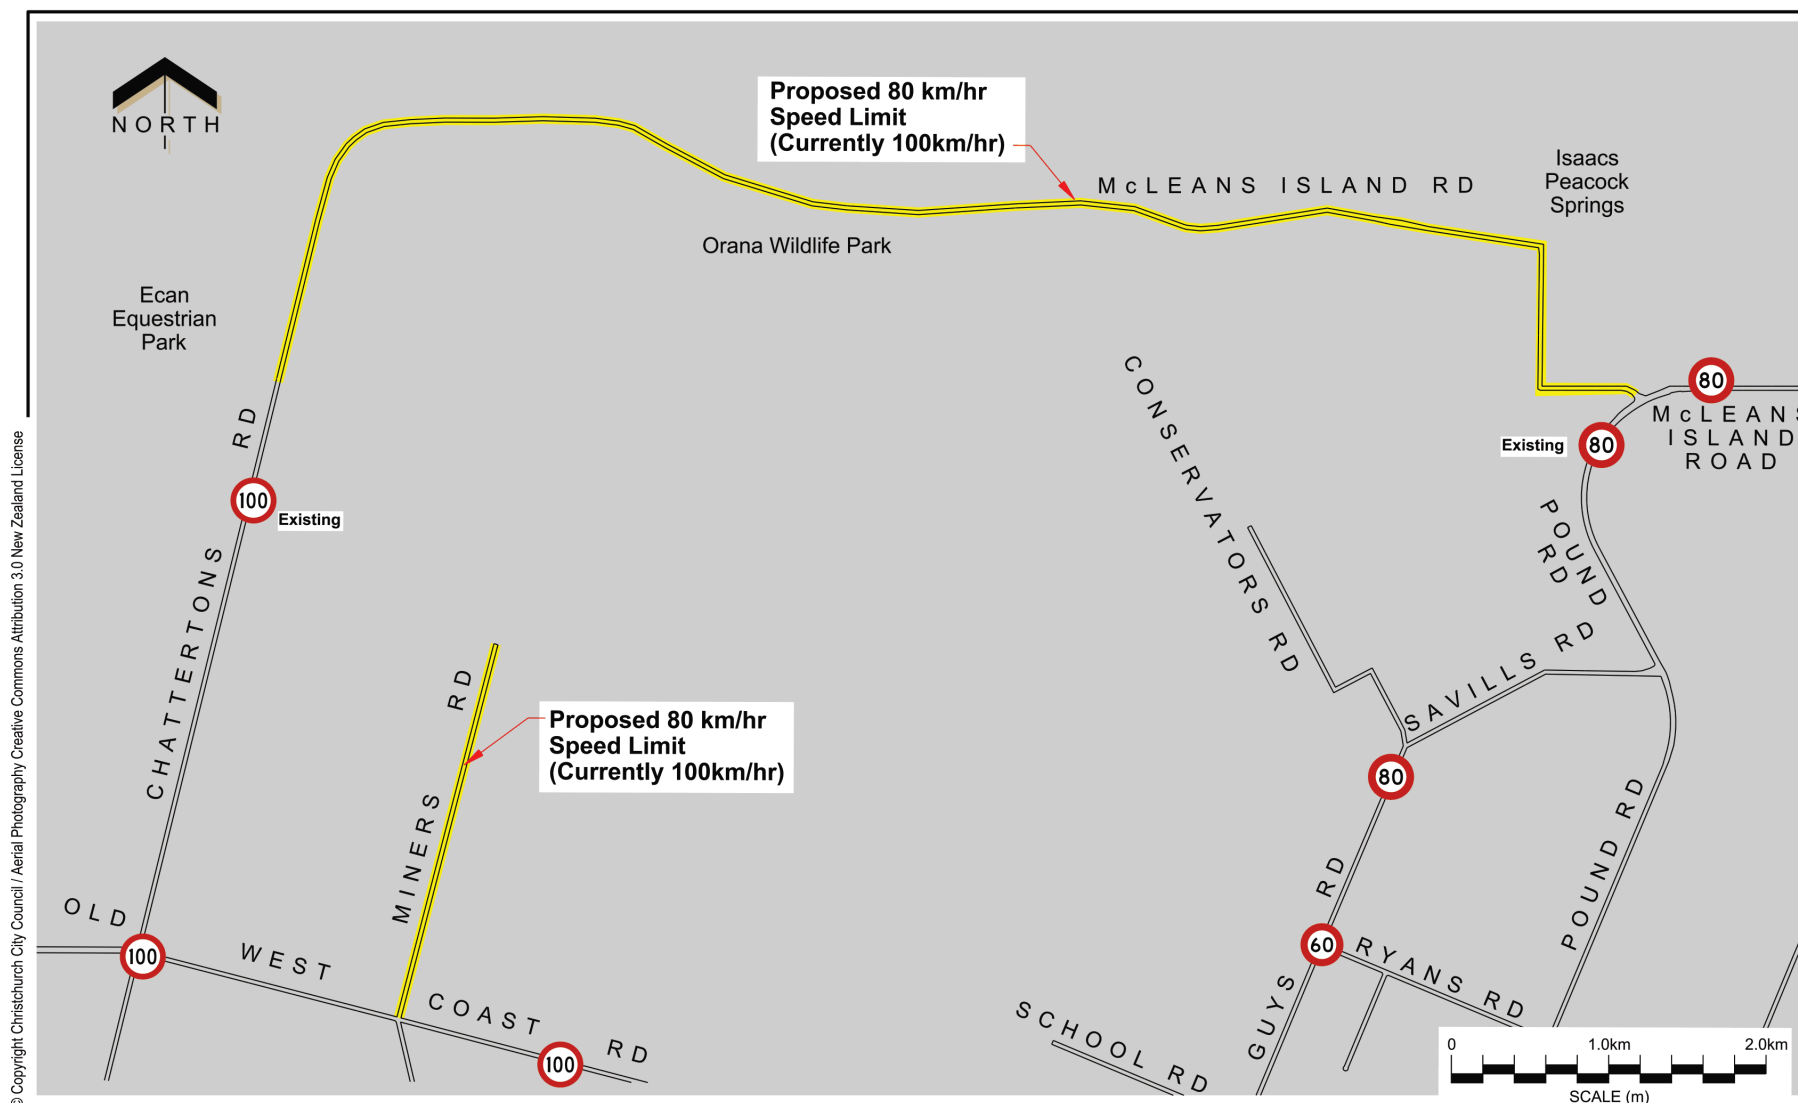 NORTH
Proposed 80 km/hr
Speed Limit
(Currently 100km/hr)
McLEANS ISLAND RD
Isaacs
Peacock
Springs
Orana Wildlife Park
Ecan
Equestrian
Park
80
McLEANS
ISLAND
ROAD
Existing
80
CONSERVATORS RD
100
Existing
CHATTERTONS RD
POUND RD
SAVILLS RD
MINERS RD
Proposed 80 km/hr
Speed Limit
(Currently 100km/hr)
80
POUND RD
OLD WEST COAST RD
100
100
60
GUYS RD
RYANS RD
SCHOOL RD
0 1.0km 2.0km
SCALE (m)
© Copyright Christchurch City Council / Aerial Photography Creative Commons Attribution 3.0 New Zealand License